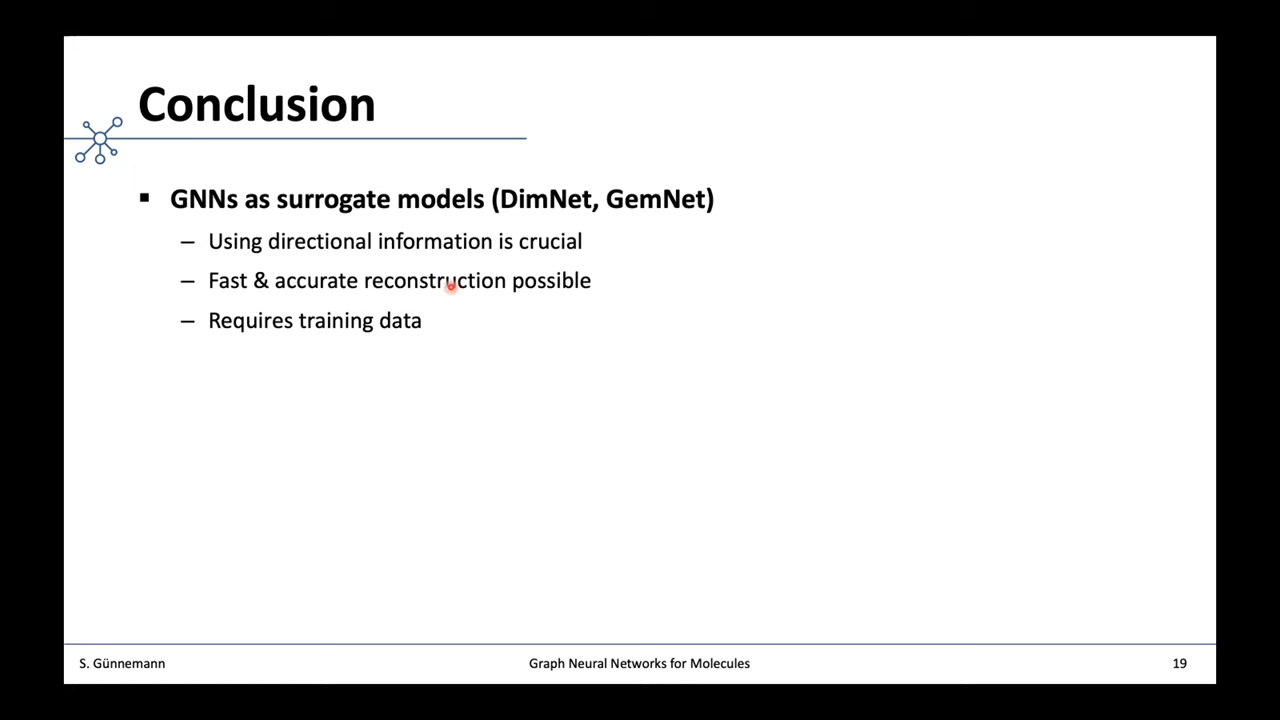 Conclusion
▪ GNNs as surrogate models (DimNet, GemNet)
– Using directional information is crucial
– Fast & accurate reconstruction possible
– Requires training data
S. Günnemann
Graph Neural Networks for Molecules
19